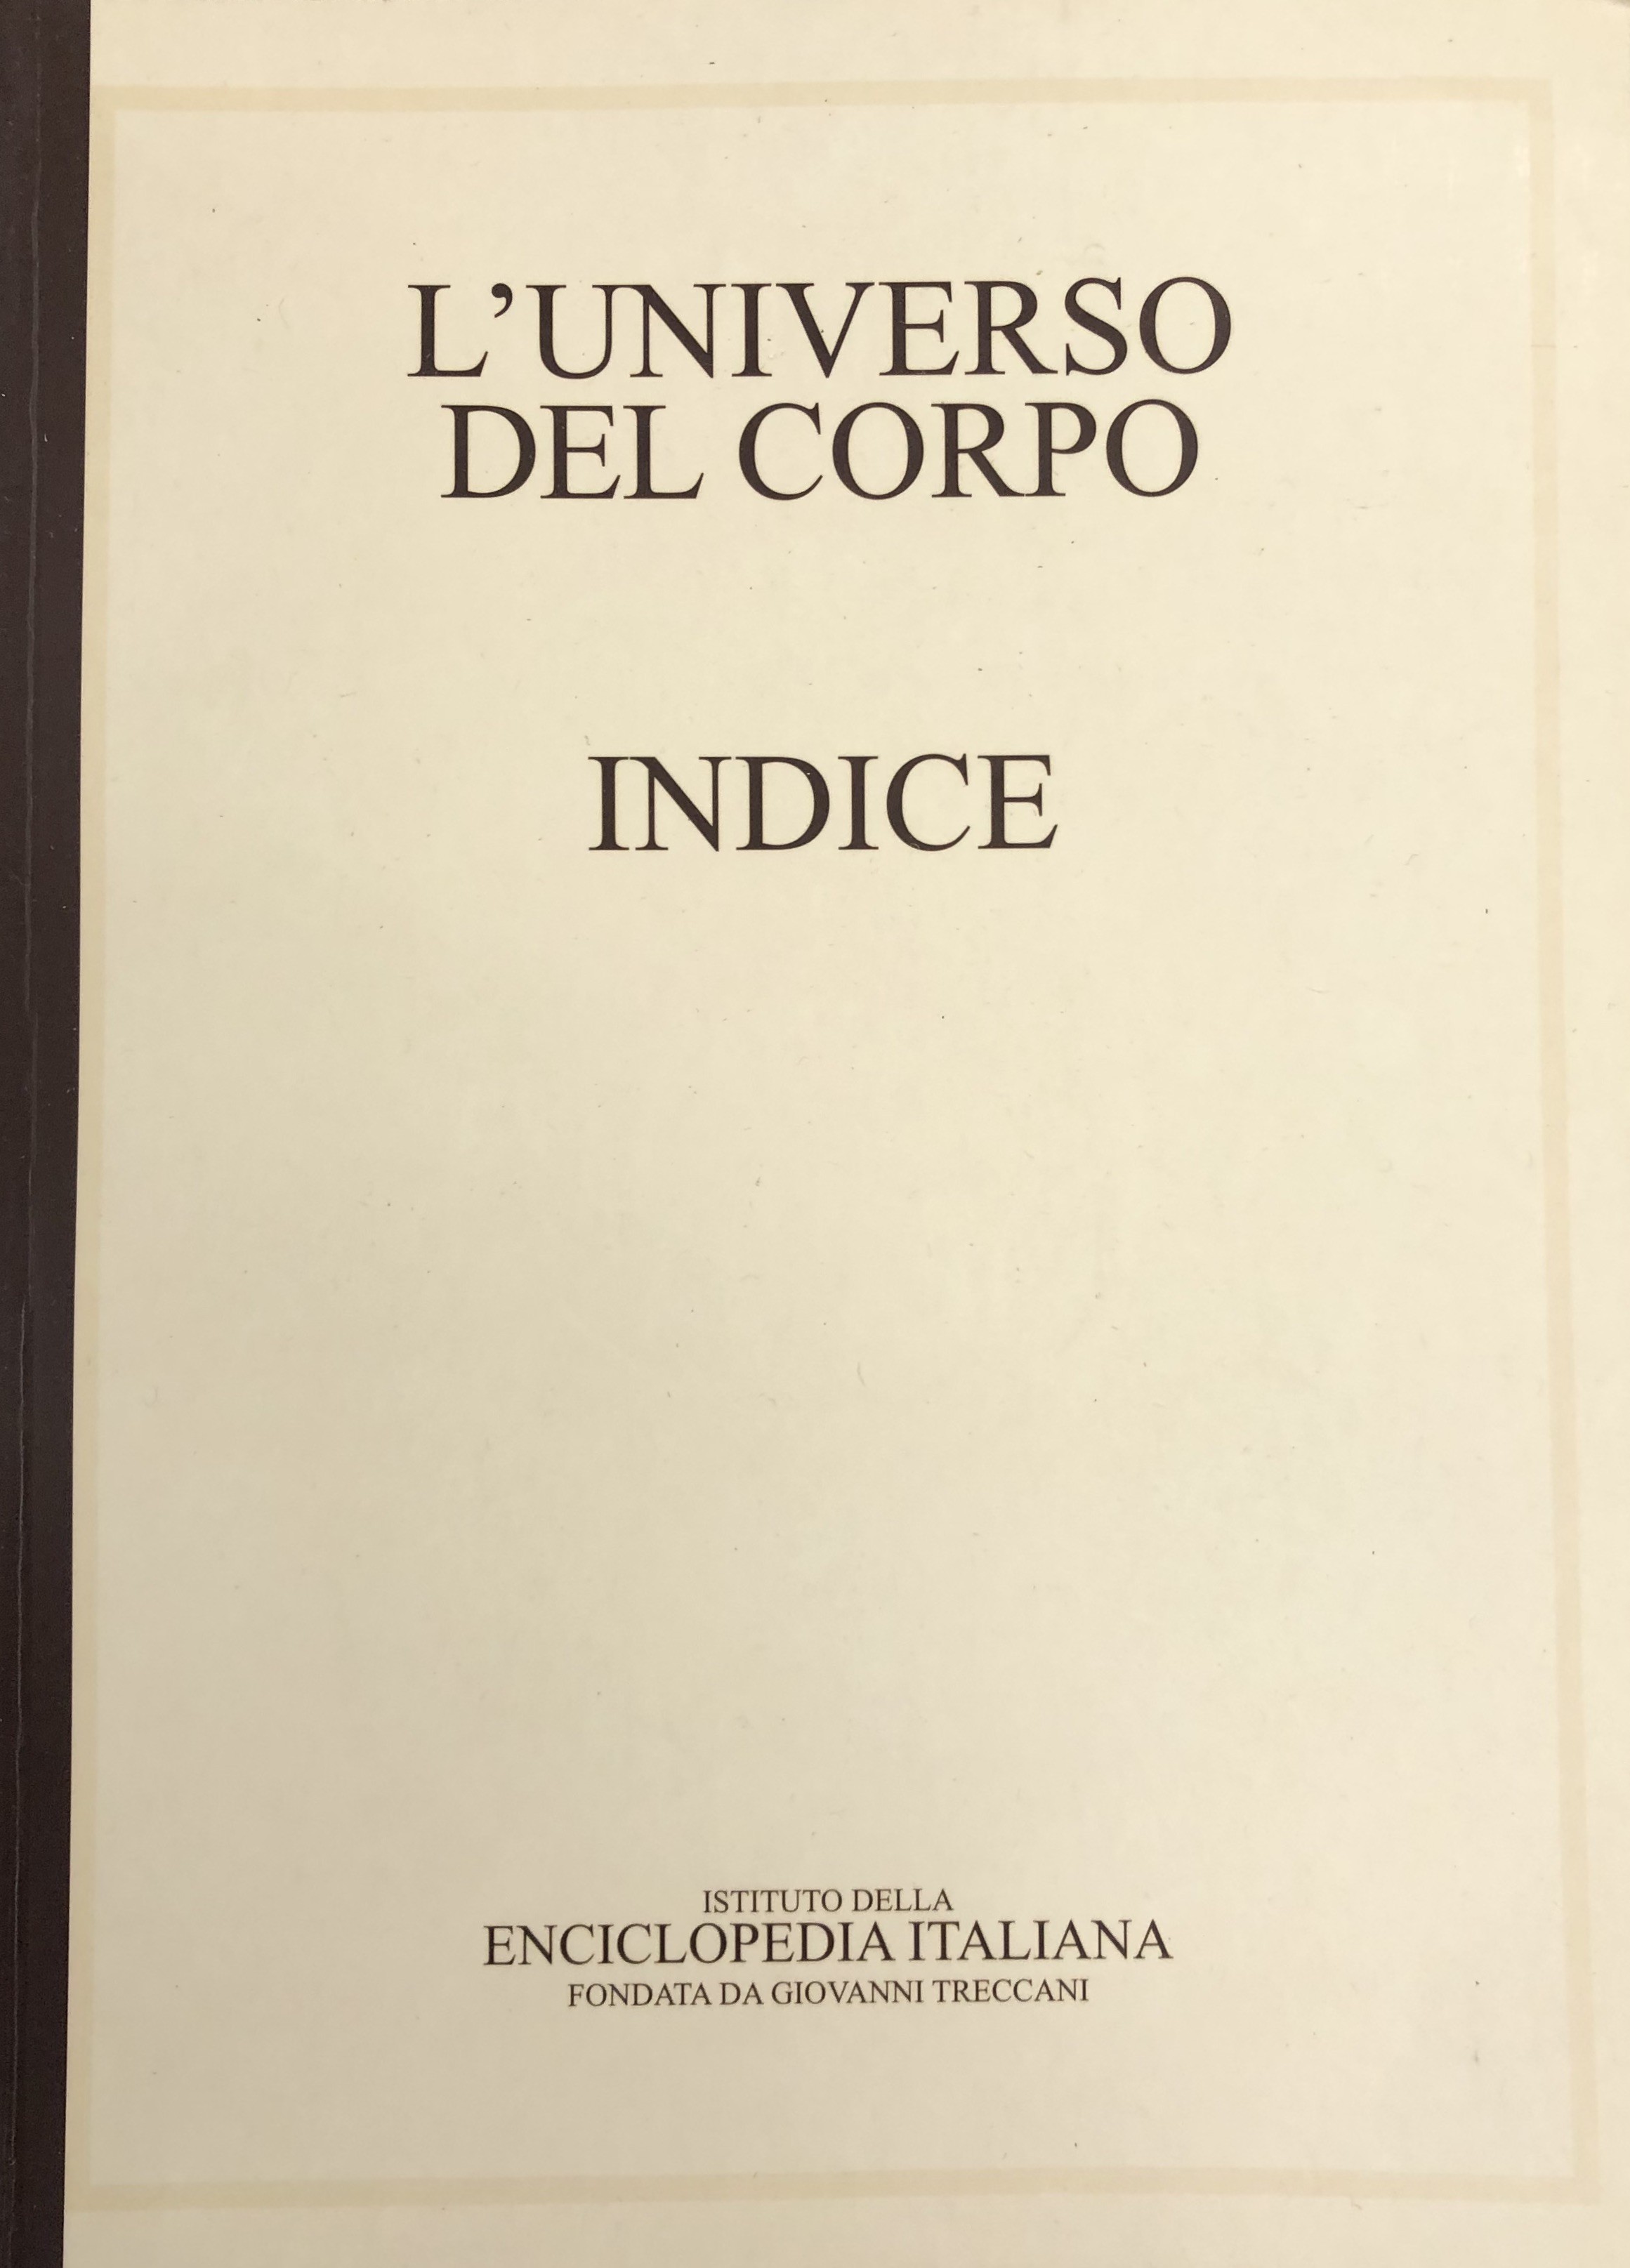 L'UNIVERSO
DEL CORPO
INDICE
ISTITUTO DELLA
ENCICLOPEDIA ITALIANA
FONDATA DA GIOVANNI TRECCANI